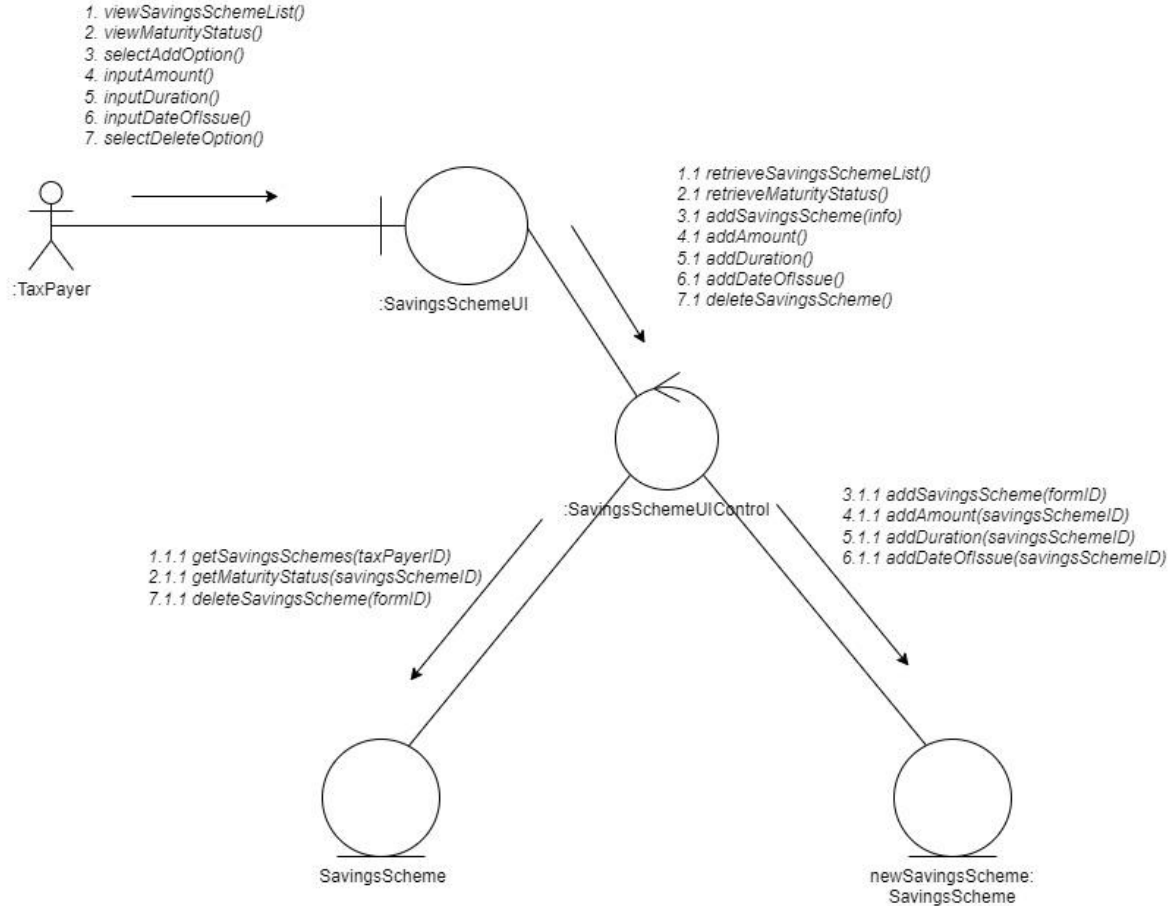 1. viewSavingsSchemeList()
2. viewMaturityStatus()
3. selectAddOption()
4. inputAmount()
5. inputDuration()
6. inputDateOfIssue()
7. selectDeleteOption()
:TaxPayer
:SavingsSchemeUI
1.1 retrieveSavingsSchemeList()
2.1 retrieveMaturityStatus()
3.1 addSavingsScheme(info)
4.1 addAmount()
5.1 addDuration()
6.1 addDateOfIssue()
7.1 deleteSavingsScheme()
:SavingsSchemeUIControl
1.1.1 getSavingsSchemes(taxPayerID)
2.1.1 getMaturityStatus(savingsSchemeID)
7.1.1 deleteSavingsScheme(formID)
3.1.1 addSavingsScheme(formID)
4.1.1 addAmount(savingsSchemeID)
5.1.1 addDuration(savingsSchemeID)
6.1.1 addDateOfIssue(savingsSchemeID)
SavingsScheme
newSavingsScheme:
SavingsScheme